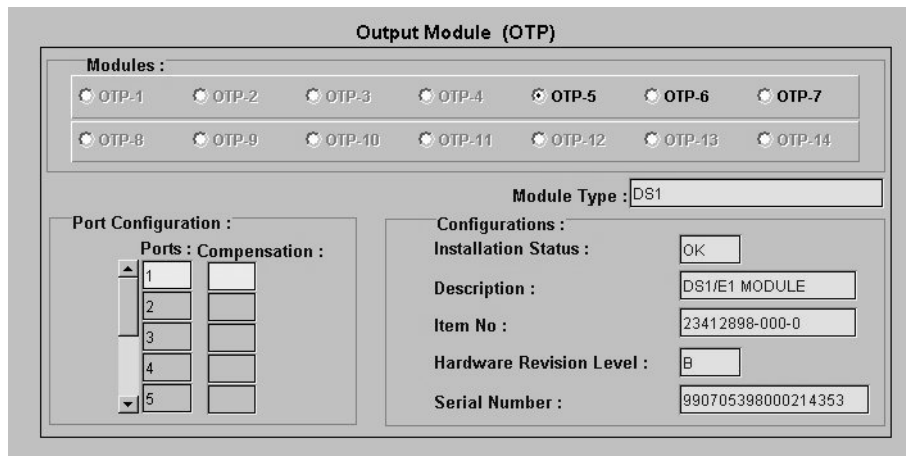 Output Module (OTP)
Modules :
OTP-1 OTP-2 OTP-3 OTP-4 OTP-5 OTP-6 OTP-7
OTP-8 OTP-9 OTP-10 OTP-11 OTP-12 OTP-13 OTP-14
Module Type : DS1
Port Configuration :
Ports : Compensation :
1
2
3
4
5
Configurations :
Installation Status : OK
Description : DS1/E1 MODULE
Item No : 23412898-000-0
Hardware Revision Level : B
Serial Number : 990705398000214353